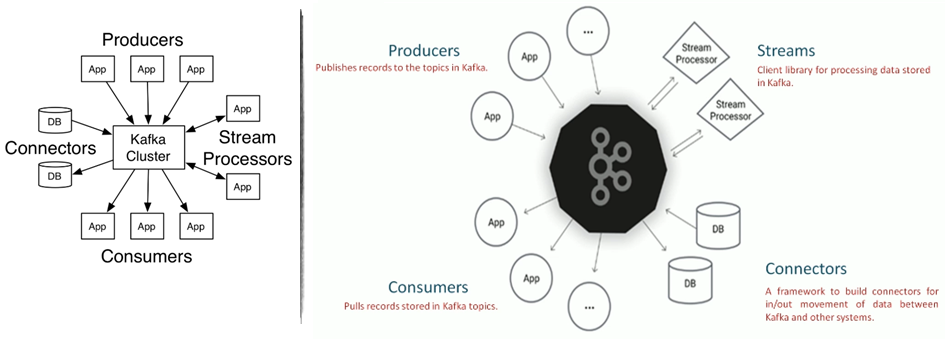 Producers
App
App
App
DB
App
Connectors
Kafka
Cluster
Stream
Processors
DB
App
App
App
App
Consumers
Producers
Publishes records to the topics in Kafka.
App
...
App
Stream
Processor
Stream
Processor
Streams
Client library for processing data stored
in Kafka.
App
App
...
Consumers
Pulls records stored in Kafka topics.
DB
DB
Connectors
A framework to build connectors for
in/out movement of data between
Kafka and other systems.